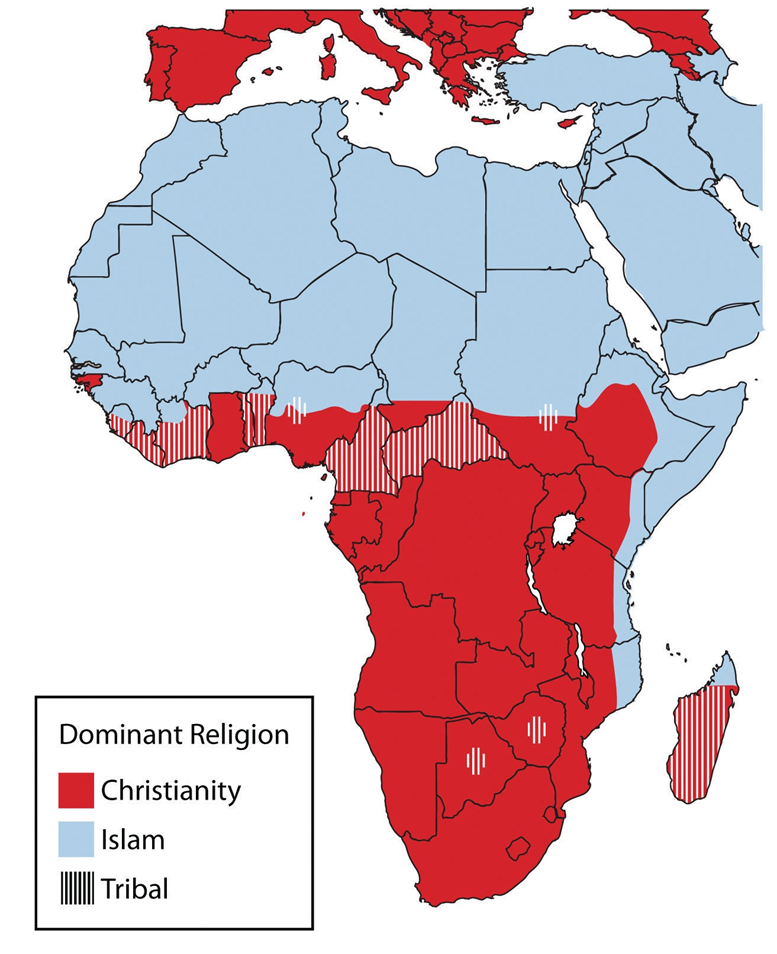 Dominant Religion
Christianity
Islam
Tribal